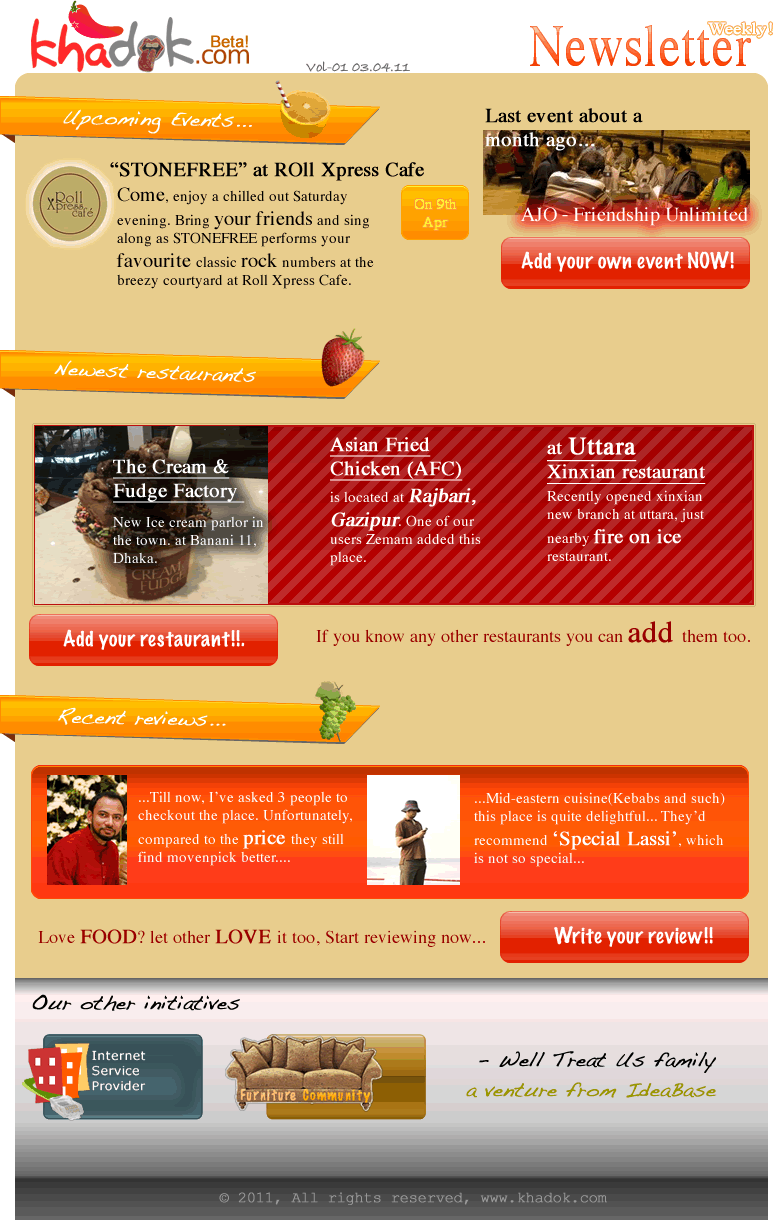 khadok.com
Beta!
Vol-01 03.04.11
Newsletter
Weekly!
Upcoming Events...
"STONEFREE" at ROll Xpress Cafe
Roll
Xpress
café
Come, enjoy a chilled out Saturday
evening. Bring your friends and sing
along as STONEFREE performs your
favourite classic rock numbers at the
breezy courtyard at Roll Xpress Cafe.
On 9th
Apr
Last event about a
month ago...
AJO - Friendship Unlimited
Add your own event NOW!
Newest restaurants
The Cream &
Fudge Factory
New Ice cream parlor in
the town. at Banani 11,
Dhaka.
CREAM
FUDGE
Asian Fried
Chicken (AFC)
is located at Rajbari,
Gazipur. One of our
users Zemam added this
place.
at Uttara
Xinxian restaurant
Recently opened xinxian
new branch at uttara, just
nearby fire on ice
restaurant.
Add your restaurant!!.
If you know any other restaurants you can add them too.
Recent reviews...
...Till now, I've asked 3 people to
checkout the place. Unfortunately,
compared to the price they still
find movenpick better....
...Mid-eastern cuisine(Kebabs and such)
this place is quite delightful... They'd
recommend 'Special Lassi', which
is not so special...
Love FOOD? let other LOVE it too, Start reviewing now...
Write your review!!
Our other initiatives
Internet
Service
Provider
Furniture Community
- Well Treat Us family
a venture from IdeaBase
© 2011, All rights reserved, www.khadok.com